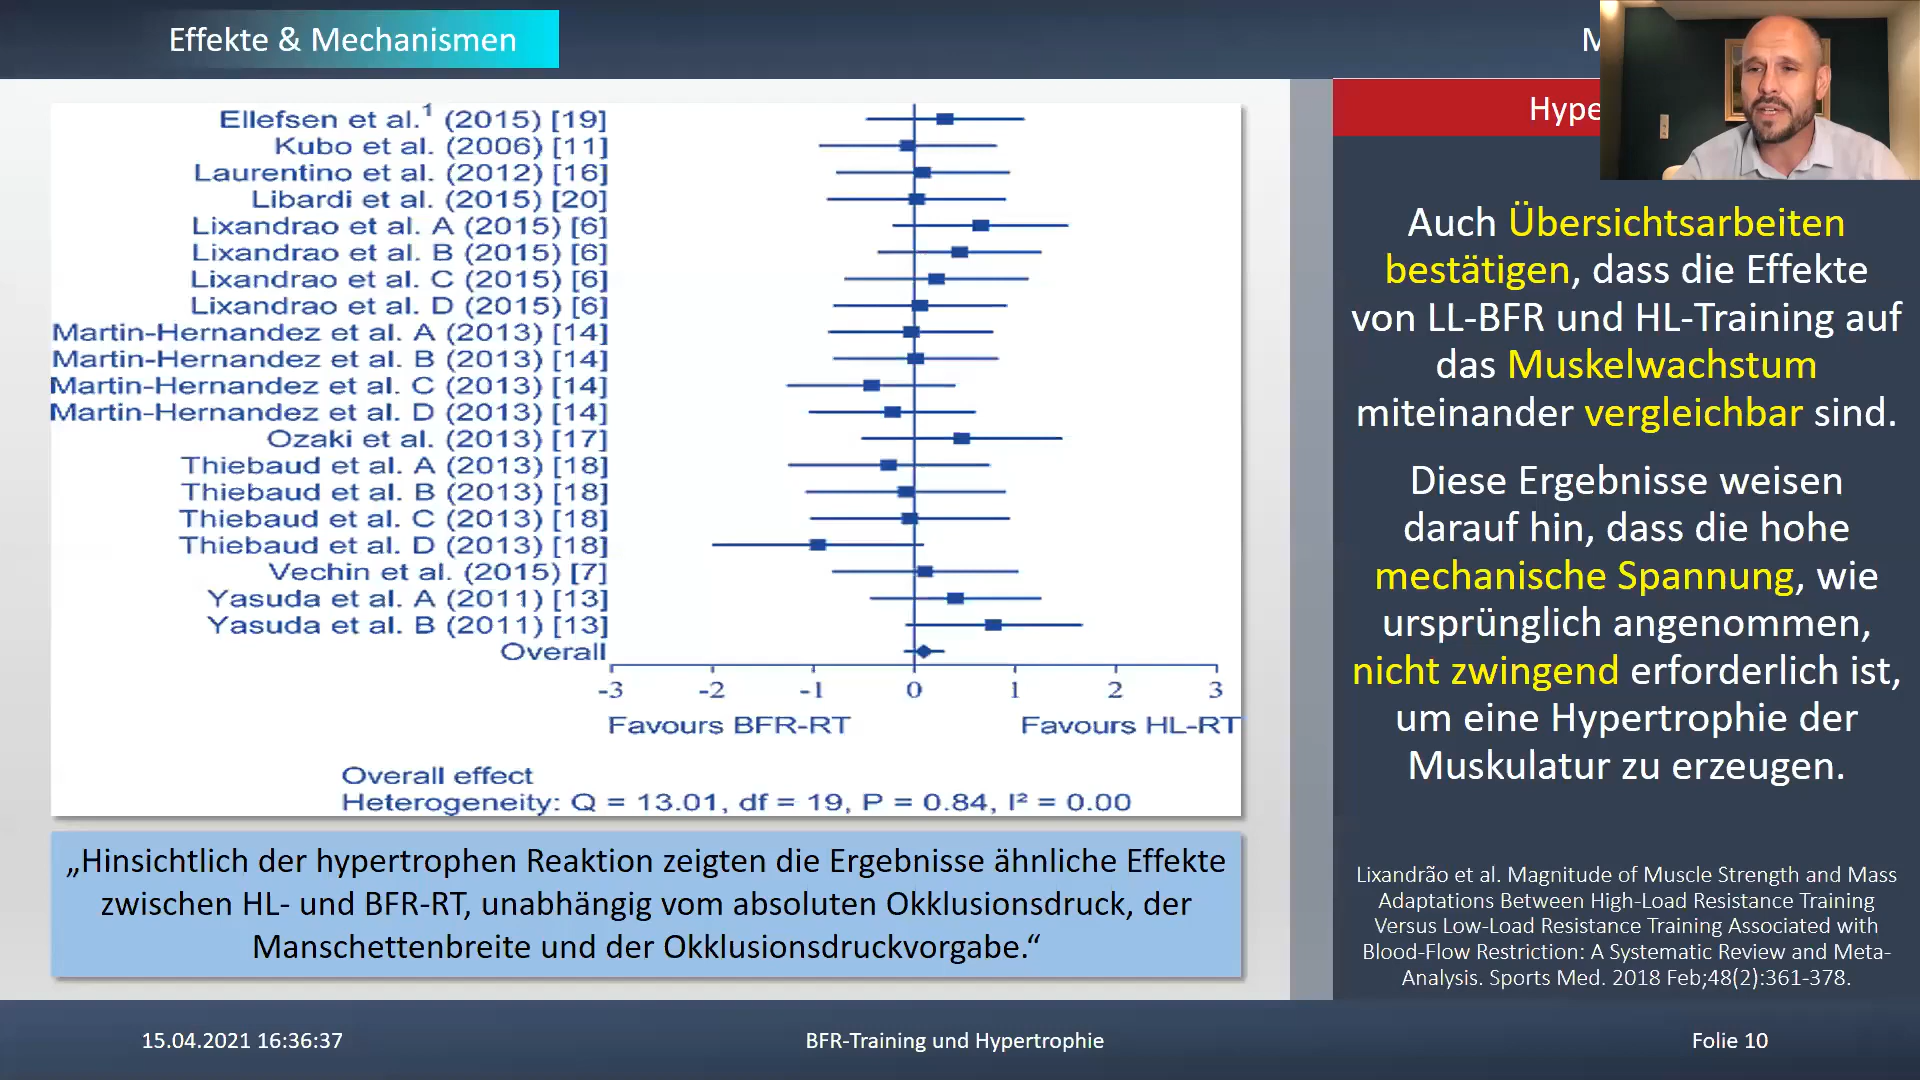 Effekte & Mechanismen
M
Hype
Ellefsen et al.¹ (2015) [19]
Kubo et al. (2006) [11]
Laurentino et al. (2012) [16]
Libardi et al. (2015) [20]
Lixandrao et al. A (2015) [6]
Lixandrao et al. B (2015) [6]
Lixandrao et al. C (2015) [6]
Lixandrao et al. D (2015) [6]
Martin-Hernandez et al. A (2013) [14]
Martin-Hernandez et al. B (2013) [14]
Martin-Hernandez et al. C (2013) [14]
Martin-Hernandez et al. D (2013) [14]
Ozaki et al. (2013) [17]
Thiebaud et al. A (2013) [18]
Thiebaud et al. B (2013) [18]
Thiebaud et al. C (2013) [18]
Thiebaud et al. D (2013) [18]
Vechin et al. (2015) [7]
Yasuda et al. A (2011) [13]
Yasuda et al. B (2011) [13]
Overall
-3 -2 -1 0 1 2 3
Favours BFR-RT Favours HL-RT
Overall effect
Heterogeneity: Q = 13.01, df = 19, P = 0.84, I² = 0.00
„Hinsichtlich der hypertrophen Reaktion zeigten die Ergebnisse ähnliche Effekte
zwischen HL- und BFR-RT, unabhängig vom absoluten Okklusionsdruck, der
Manschettenbreite und der Okklusionsdruckvorgabe.“
Auch Übersichtsarbeiten
bestätigen, dass die Effekte
von LL-BFR und HL-Training auf
das Muskelwachstum
miteinander vergleichbar sind.
Diese Ergebnisse weisen
darauf hin, dass die hohe
mechanische Spannung, wie
ursprünglich angenommen,
nicht zwingend erforderlich ist,
um eine Hypertrophie der
Muskulatur zu erzeugen.
Lixandrão et al. Magnitude of Muscle Strength and Mass
Adaptations Between High-Load Resistance Training
Versus Low-Load Resistance Training Associated with
Blood-Flow Restriction: A Systematic Review and Meta-
Analysis. Sports Med. 2018 Feb;48(2):361-378.
15.04.2021 16:36:37
BFR-Training und Hypertrophie
Folie 10